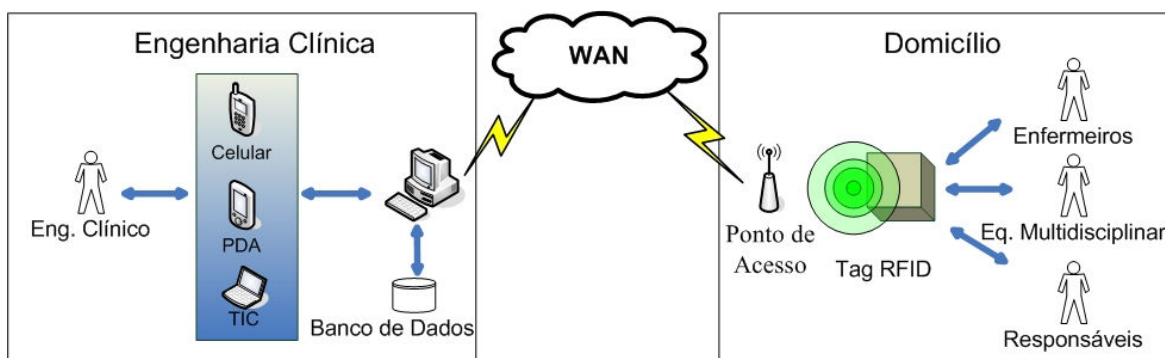 Engenharia Clínica
Celular
PDA
TIC
Eng. Clínico
Banco de Dados
WAN
Domicílio
Ponto de
Acesso
Tag RFID
Enfermeiros
Eq. Multidisciplinar
Responsáveis